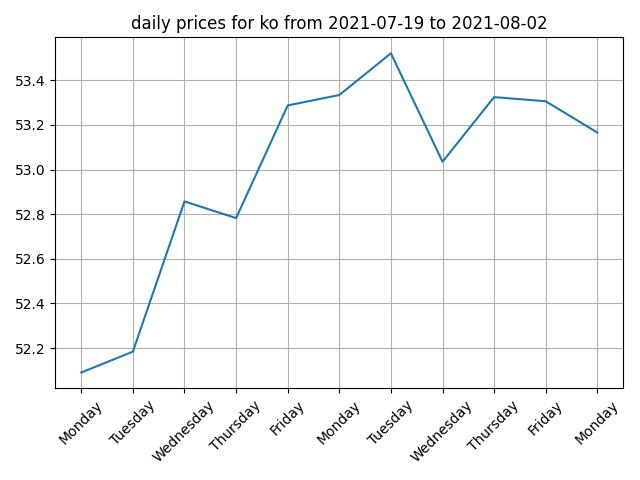 daily prices for ko from 2021-07-19 to 2021-08-02
53.4
53.2
53.0
52.8
52.6
52.4
52.2
Monday
Tuesday
Wednesday
Thursday
Friday
Monday
Tuesday
Wednesday
Thursday
Friday
Monday